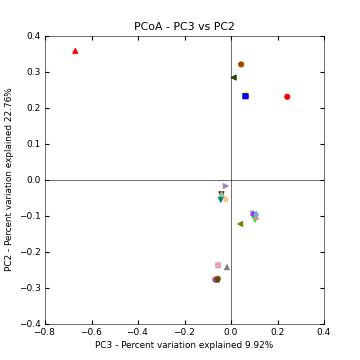 PCoA - PC3 vs PC2
0.4
0.3
0.2
0.1
0.0
−0.1
−0.2
−0.3
−0.4
PC2 - Percent variation explained 22.76%
−0.8 −0.6 −0.4 −0.2 0.0 0.2 0.4
PC3 - Percent variation explained 9.92%